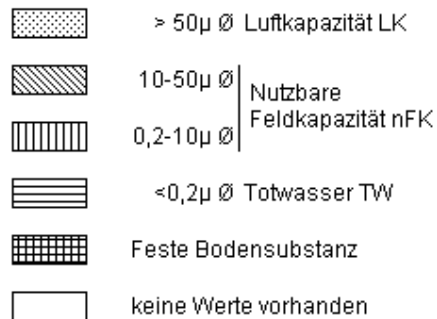 > 50µ Ø Luftkapazität LK
10-50µ Ø
Nutzbare
Feldkapazität nFK
0,2-10µ Ø
<0,2µ Ø Totwasser TW
Feste Bodensubstanz
keine Werte vorhanden